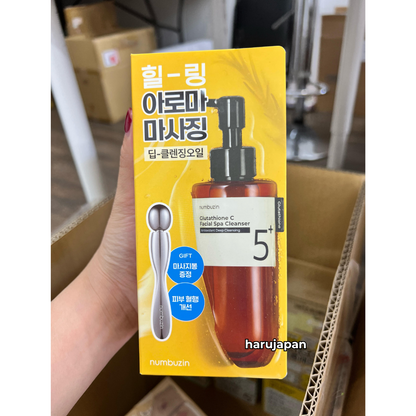 힐-링
아로마
마사징
딥-클렌징오일
numbuzin
Glutathione C
Facial Spa Cleanser
5+
GIFT
마사지봉
증정
피부 혈행
개선
harujapan
numbuzin